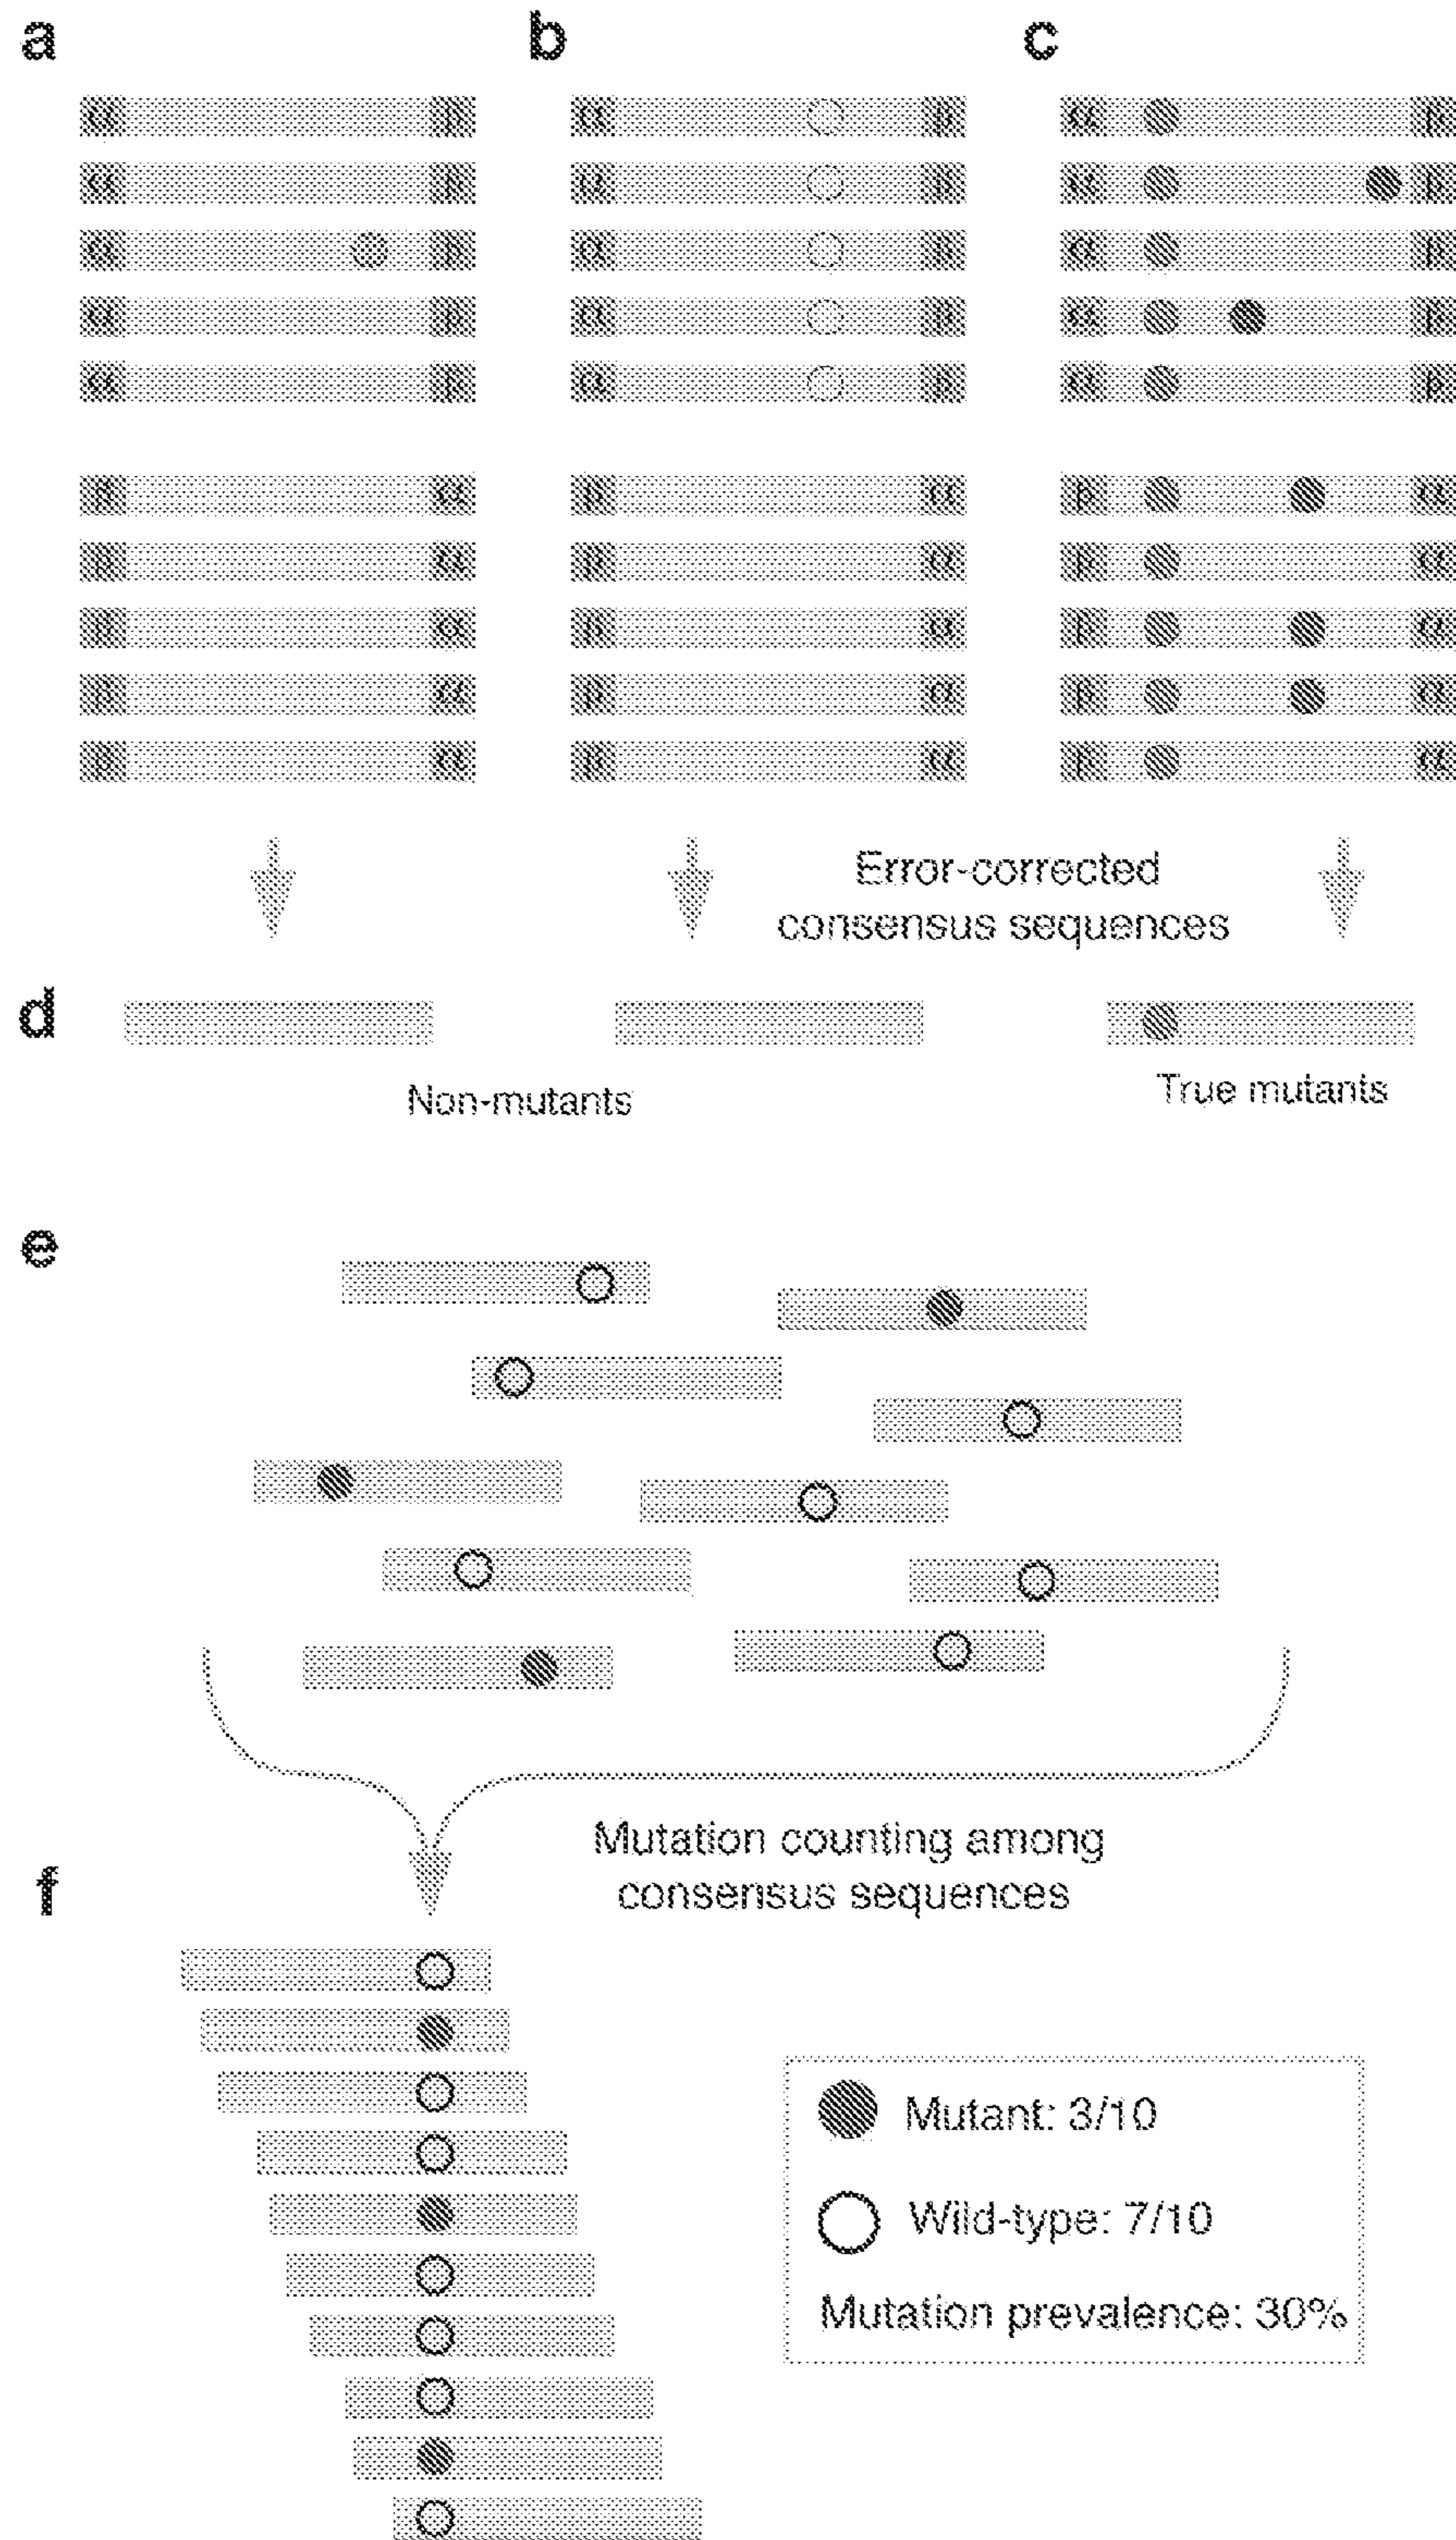 a b c
α β α β α β
α β α β α β
α β α β α β
α β α β α β
α β α β α β
β α β α β α
β α β α β α
β α β α β α
β α β α β α
β α β α β α
Error-corrected
consensus sequences
d
Non-mutants
True mutants
e
Mutation counting among
consensus sequences
f
Mutant: 3/10
Wild-type: 7/10
Mutation prevalence: 30%